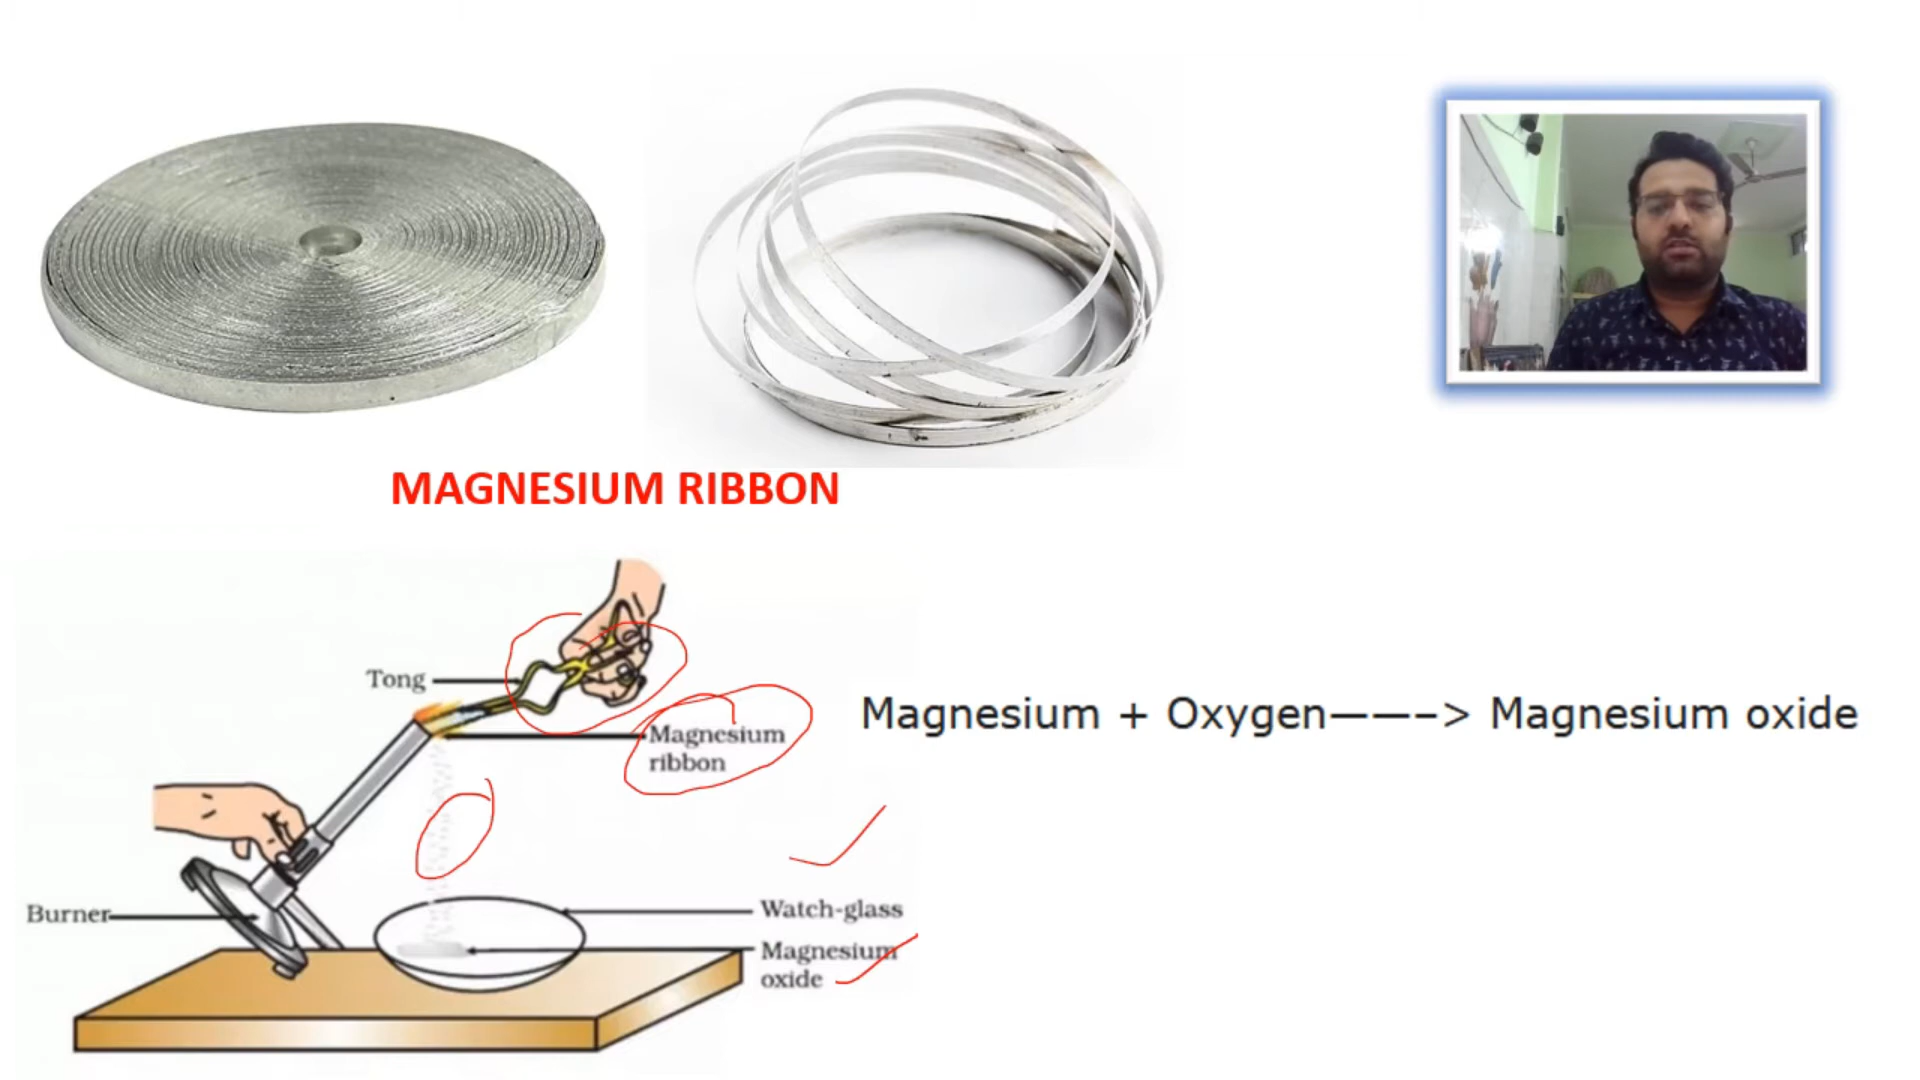 MAGNESIUM RIBBON
Tong
Magnesium
ribbon
Magnesium + Oxygen———–> Magnesium oxide
Burner
Watch-glass
Magnesium
oxide